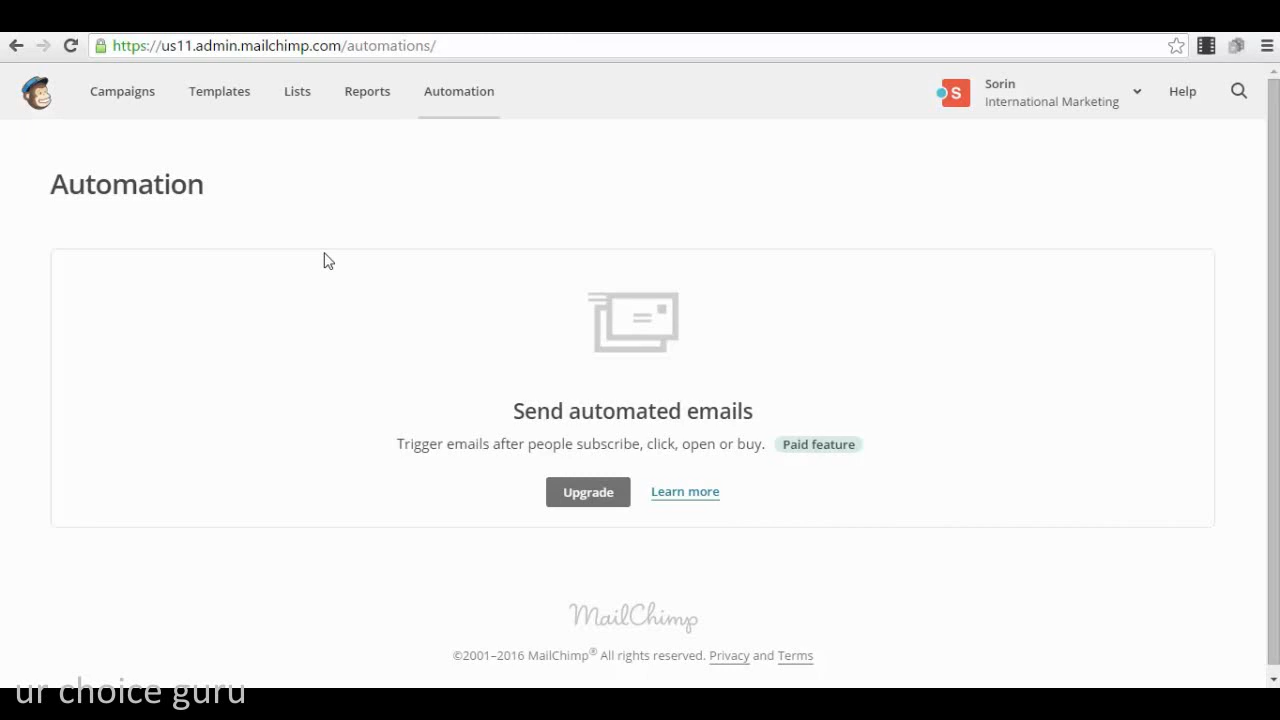 https://us11.admin.mailchimp.com/automations/
Campaigns Templates Lists Reports Automation
S Sorin
International Marketing
Help
Automation
Send automated emails
Trigger emails after people subscribe, click, open or buy. Paid feature
Upgrade Learn more
MailChimp
©2001–2016 MailChimp® All rights reserved. Privacy and Terms
ur choice guru